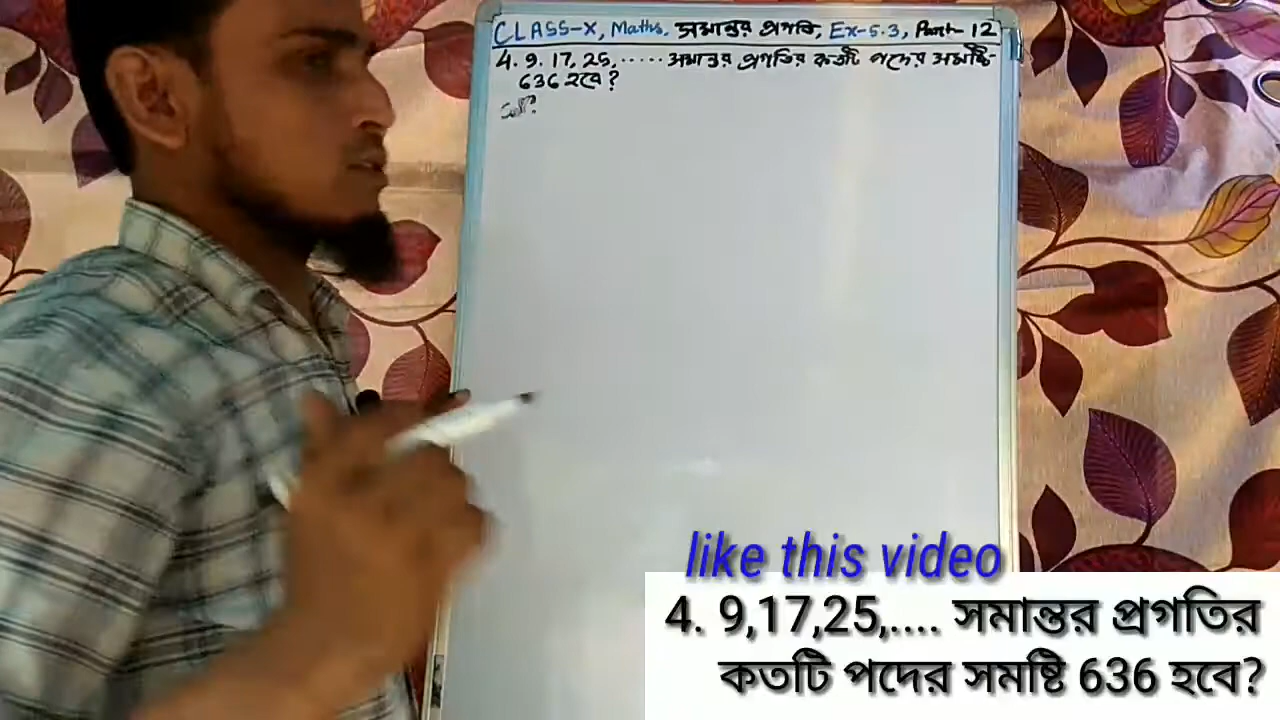 CLASS-X, Maths, সমান্তর প্রগতি, Ex-5.3, Part-12
4. 9, 17, 25, ..... সমান্তর প্রগতির কতটি পদের সমষ্টি
636 হবে?
like this video
4. 9,17,25,.... সমান্তর প্রগতির
কতটি পদের সমষ্টি 636 হবে?